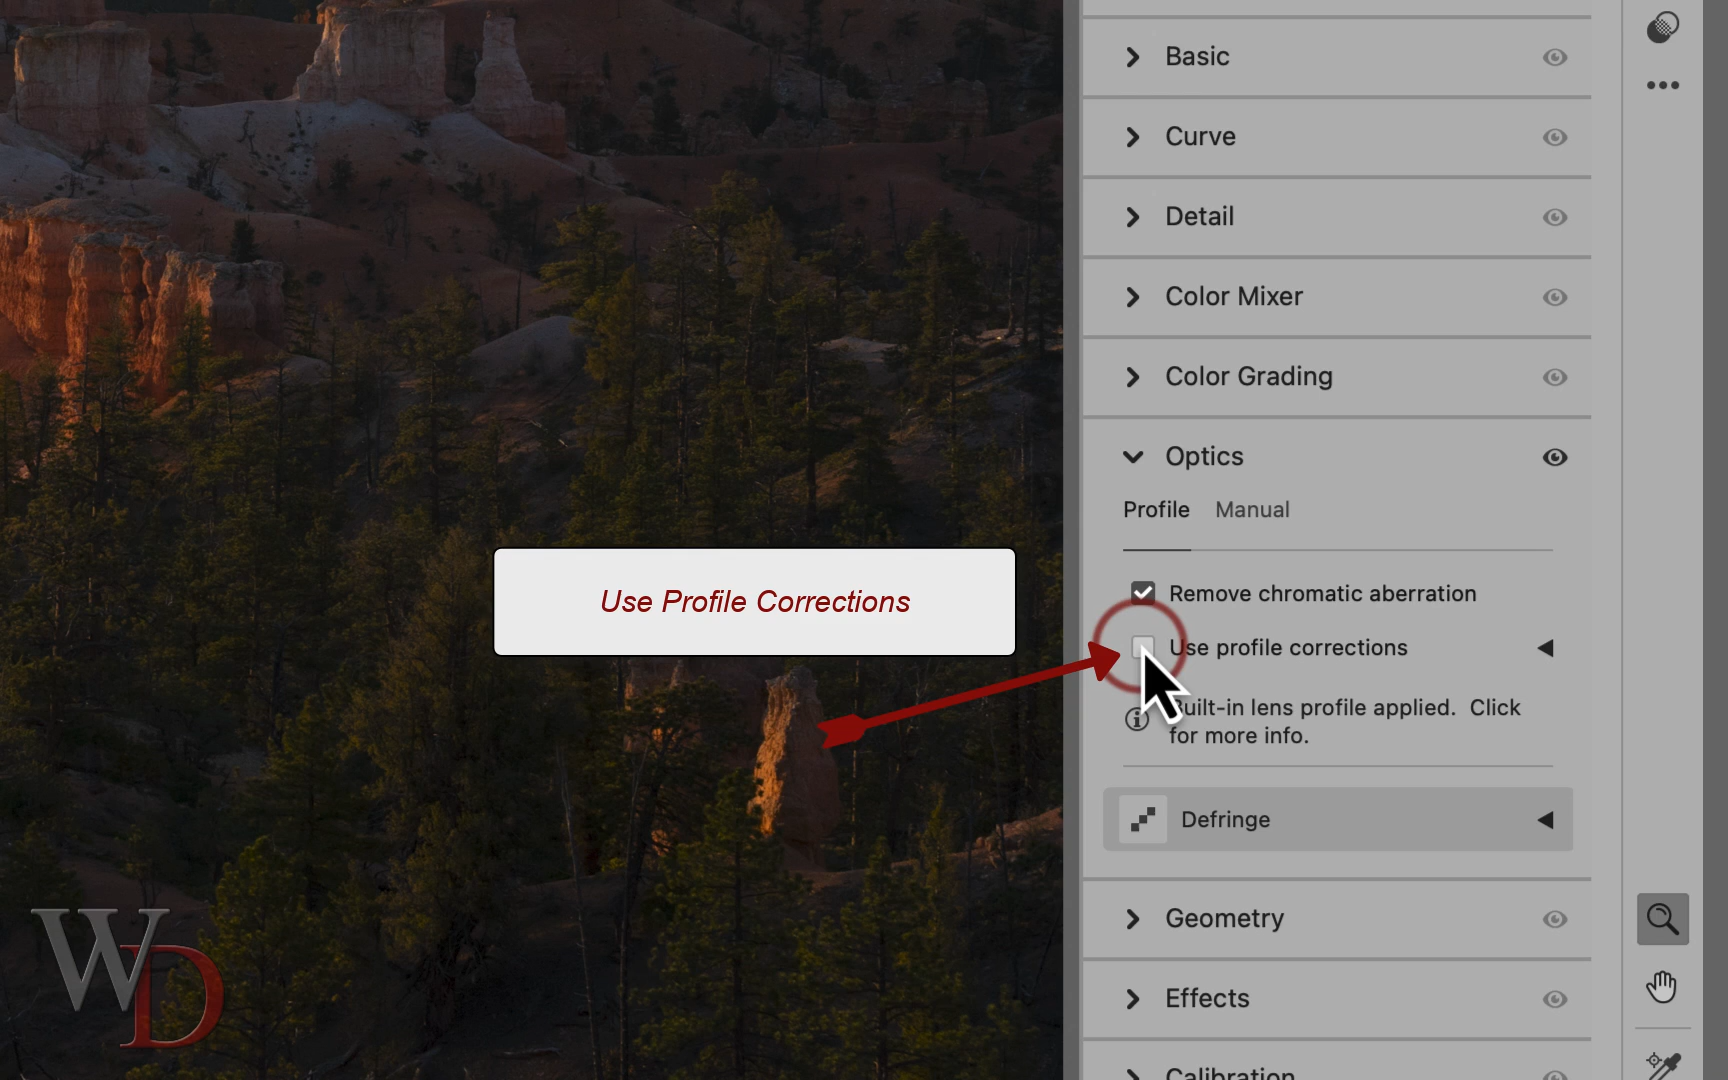 Basic
Curve
Detail
Color Mixer
Color Grading
Optics
Profile Manual
Remove chromatic aberration
Use Profile Corrections
Use profile corrections
Built-in lens profile applied. Click
for more info.
Defringe
Geometry
Effects
Calibration
WD